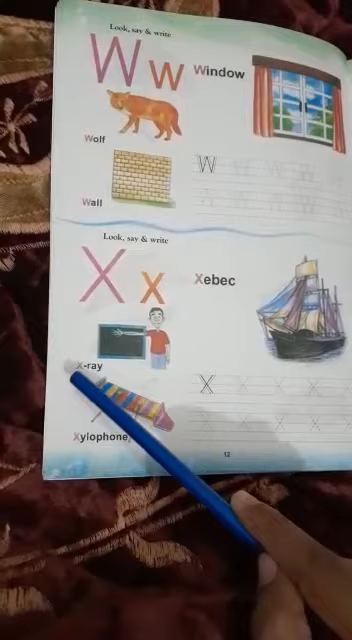 Look, say & write
W w Window
Wolf
W
Wall
Look, say & write
X x Xebec
X-ray
X x x x
Xylophone
12